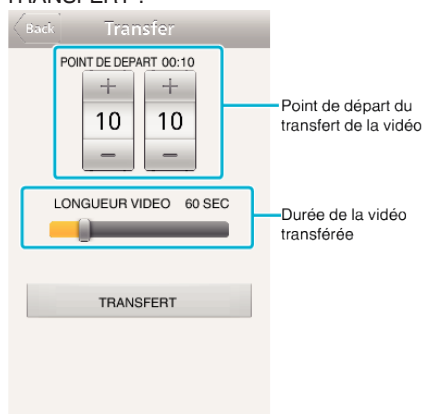 TRANSFERT".
Back Transfer
POINT DE DEPART 00:10
+ +
10 10
− −
Point de départ du
transfert de la vidéo
LONGUEUR VIDEO 60 SEC
Durée de la vidéo
transférée
TRANSFERT